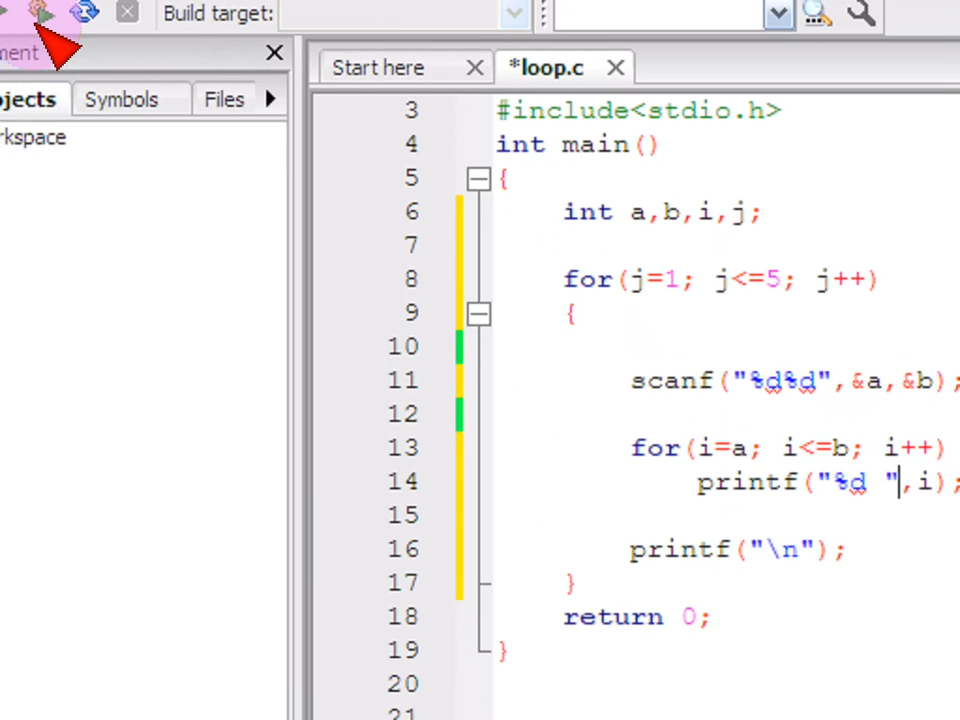 Build target:
ment
Start here
*loop.c
ojects
Symbols
Files
rkspace
3 #include<stdio.h>
4 int main()
5 {
6 int a,b,i,j;
7
8 for(j=1; j<=5; j++)
9 {
10
11 scanf("%d%d",&a,&b);
12
13 for(i=a; i<=b; i++)
14 printf("%d ",i);
15
16 printf("\n");
17 }
18 return 0;
19 }
20
21